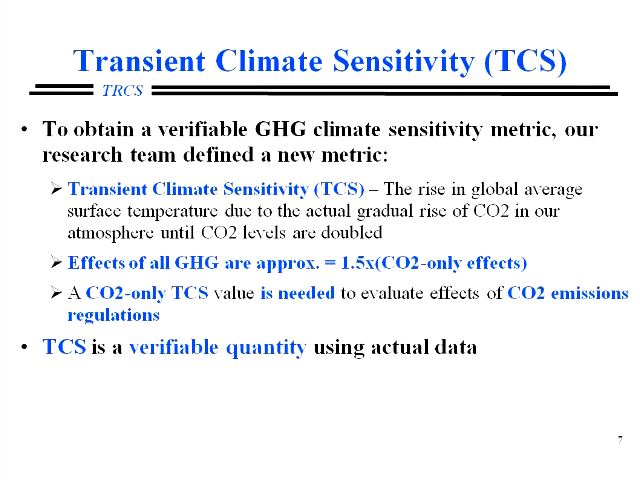 Transient Climate Sensitivity (TCS)
TRCS
• To obtain a verifiable GHG climate sensitivity metric, our
research team defined a new metric:
➢ Transient Climate Sensitivity (TCS) – The rise in global average
surface temperature due to the actual gradual rise of CO2 in our
atmosphere until CO2 levels are doubled
➢ Effects of all GHG are approx. = 1.5x(CO2-only effects)
➢ A CO2-only TCS value is needed to evaluate effects of CO2 emissions
regulations
• TCS is a verifiable quantity using actual data
7